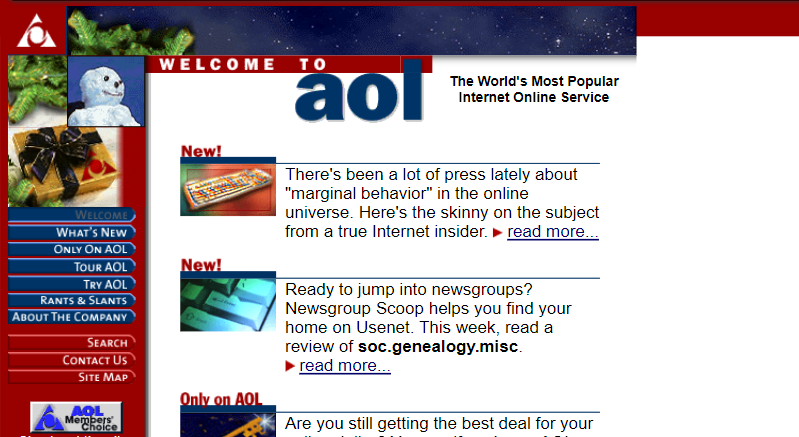 WELCOME TO
aol
The World's Most Popular
Internet Online Service
WELCOME
WHAT'S NEW
ONLY ON AOL
TOUR AOL
TRY AOL
RANTS & SLANTS
ABOUT THE COMPANY
SEARCH
CONTACT US
SITE MAP
AOL
Members'
Choice
New!
There's been a lot of press lately about
"marginal behavior" in the online
universe. Here's the skinny on the subject
from a true Internet insider. read more...
New!
Ready to jump into newsgroups?
Newsgroup Scoop helps you find your
home on Usenet. This week, read a
review of soc.genealogy.misc.
read more...
Only on AOL
Are you still getting the best deal for your